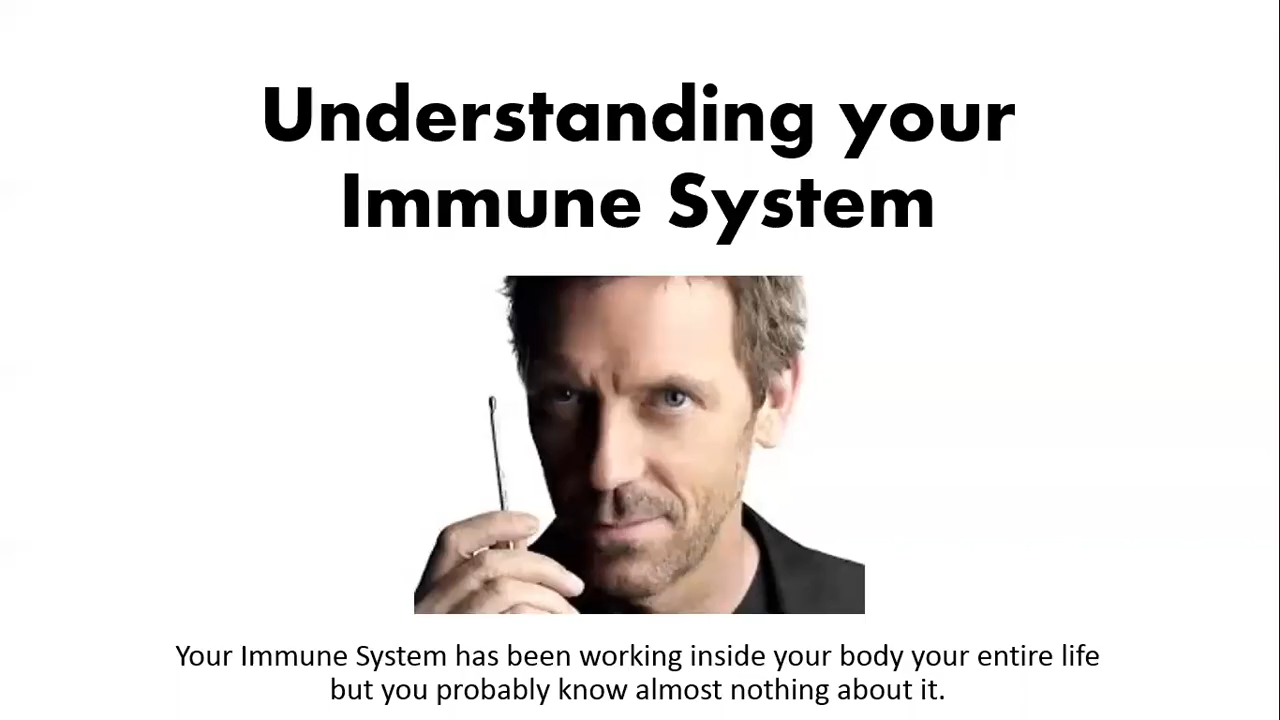 Understanding your
Immune System
Your Immune System has been working inside your body your entire life
but you probably know almost nothing about it.